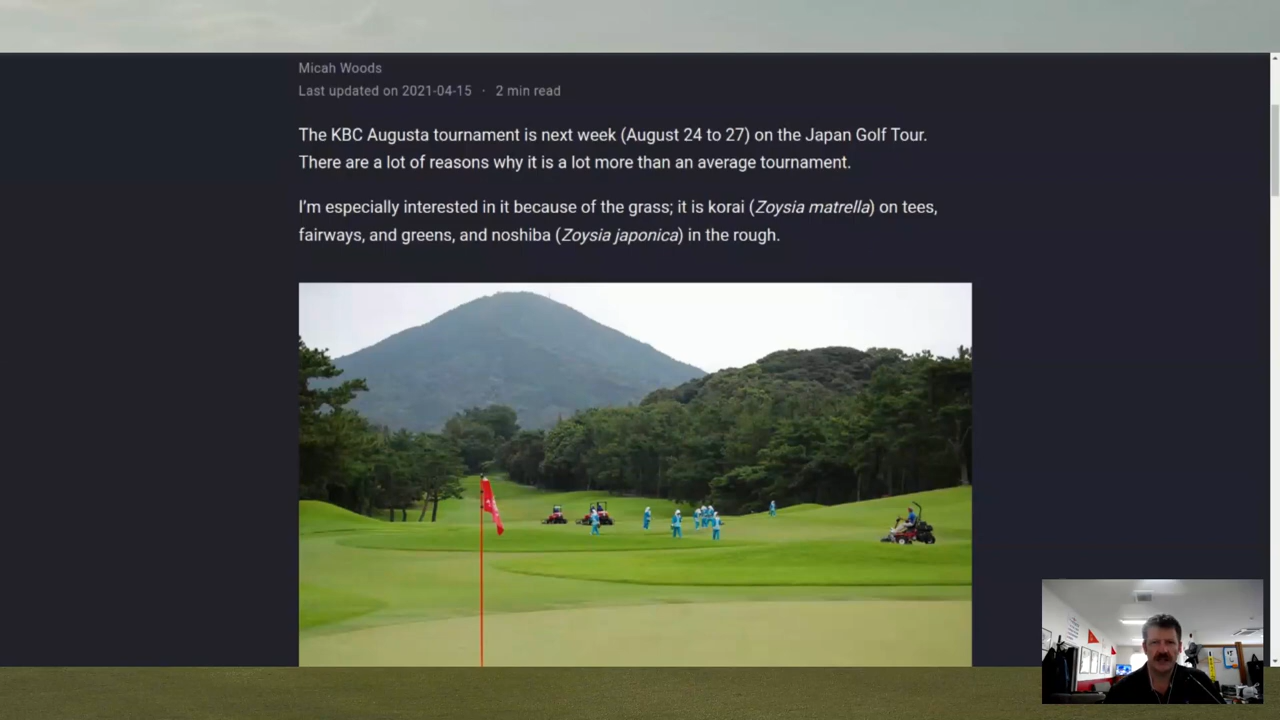 Micah Woods
Last updated on 2021-04-15 · 2 min read
The KBC Augusta tournament is next week (August 24 to 27) on the Japan Golf Tour.
There are a lot of reasons why it is a lot more than an average tournament.
I’m especially interested in it because of the grass; it is korai (Zoysia matrella) on tees,
fairways, and greens, and noshiba (Zoysia japonica) in the rough.